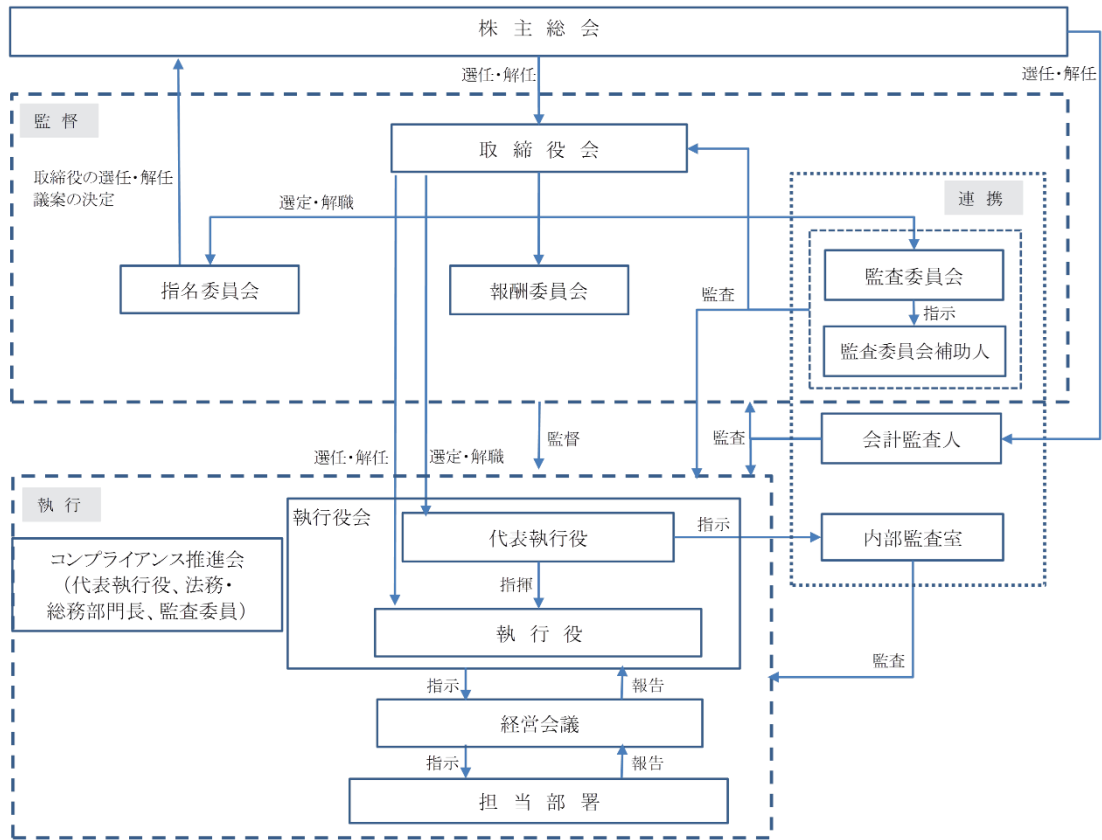 株 主 総 会
選任・解任
選任・解任
監 督
取 締 役 会
取締役の選任・解任
議案の決定
連 携
選定・解職
指名委員会
報酬委員会
監査委員会
監査
指示
監査委員会補助人
会計監査人
監督
監査
選任・解任
選定・解職
執 行
執行役会
代表執行役
指示
内部監査室
コンプライアンス推進会
（代表執行役、法務・
総務部門長、監査委員）
指揮
執 行 役
監査
指示
報告
経営会議
指示
報告
担 当 部 署